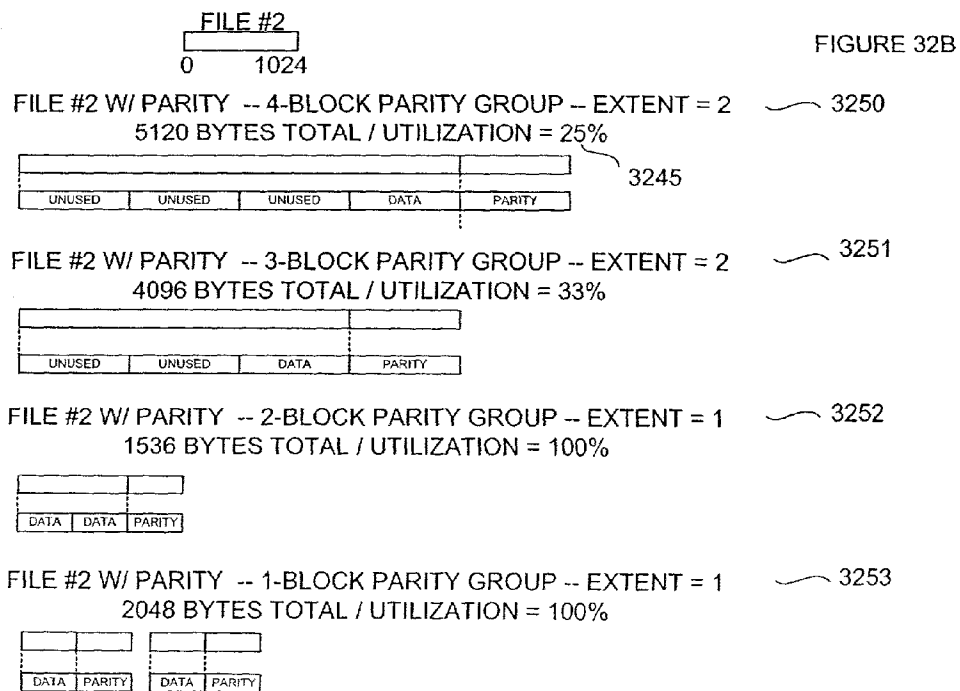 FILE #2
FIGURE 32B
0 1024
FILE #2 W/ PARITY -- 4-BLOCK PARITY GROUP -- EXTENT = 2 3250
5120 BYTES TOTAL / UTILIZATION = 25%
3245
UNUSED UNUSED UNUSED DATA PARITY
FILE #2 W/ PARITY -- 3-BLOCK PARITY GROUP -- EXTENT = 2 3251
4096 BYTES TOTAL / UTILIZATION = 33%
UNUSED UNUSED DATA PARITY
FILE #2 W/ PARITY -- 2-BLOCK PARITY GROUP -- EXTENT = 1 3252
1536 BYTES TOTAL / UTILIZATION = 100%
DATA DATA PARITY
FILE #2 W/ PARITY -- 1-BLOCK PARITY GROUP -- EXTENT = 1 3253
2048 BYTES TOTAL / UTILIZATION = 100%
DATA PARITY DATA PARITY